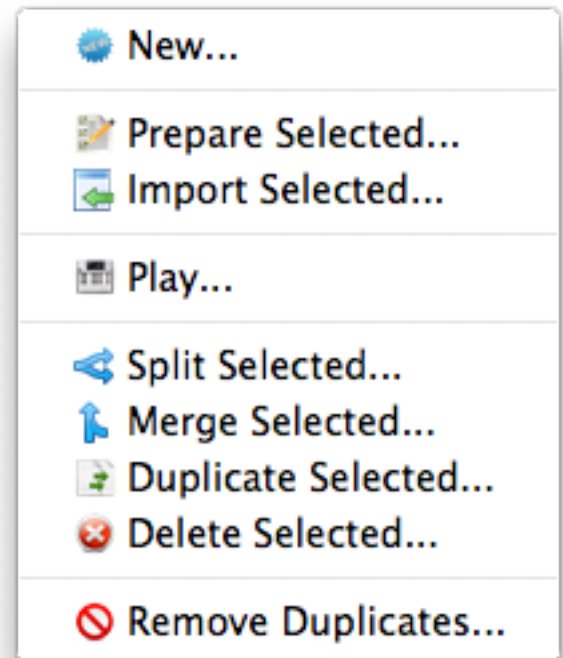 New...
Prepare Selected...
Import Selected...
Play...
Split Selected...
Merge Selected...
Duplicate Selected...
Delete Selected...
Remove Duplicates...